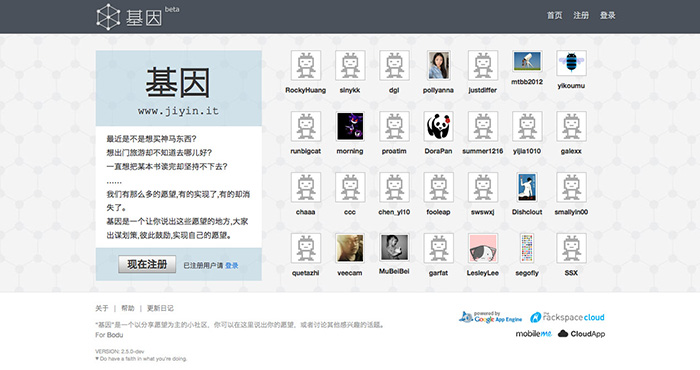 基因 beta
首页 注册 登录
基因
www.jiyin.it
最近是不是想买神马东西?
想出门旅游却不知道去哪儿好?
一直想把某本书读完却坚持不下去?
……
我们有那么多的愿望,有的实现了,有的却消
失了。
基因是一个让你说出这些愿望的地方,大家
出谋划策,彼此鼓励,实现自己的愿望。
现在注册 已注册用户请 登录
RockyHuang sinykk dgl pollyanna justdiffer mtbb2012 yikoumu
runbigcat morning proatim DoraPan summer1216 yijia1010 galexx
chaaa ccc chen_yl10 fooleap swswxj Dishclout smallyin00
quetazhi veecam MuBeiBei garfat LesleyLee segofly SSX
关于 | 帮助 | 更新日记
"基因"是一个以分享愿望为主的小社区，你可以在这里说出你的愿望，或者讨论其他感兴趣的话题。
For Bodu
VERSION: 2.5.0-dev
♥ Do have a faith in what you're doing.
powered by Google App Engine
the rackspacecloud
mobileme CloudApp